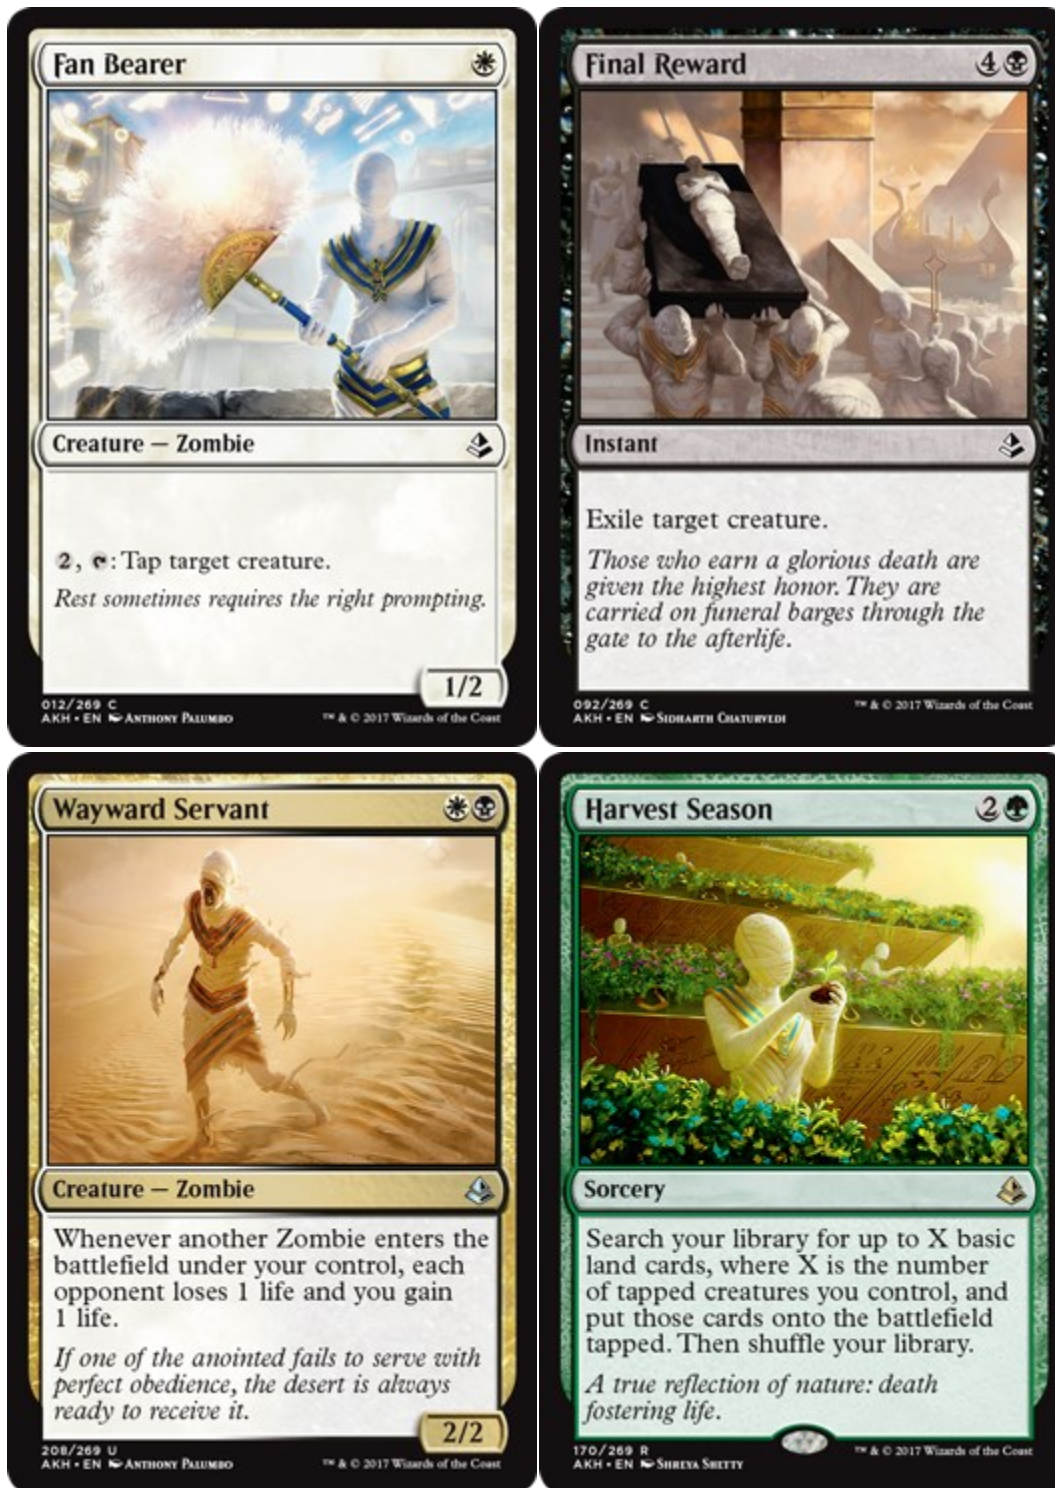 Fan Bearer
Creature — Zombie
2, : Tap target creature.
Rest sometimes requires the right prompting.
1/2
012/269 C
AKH • EN Anthony Palumbo
™ & © 2017 Wizards of the Coast
Final Reward 4
Instant
Exile target creature.
Those who earn a glorious death are
given the highest honor. They are
carried on funeral barges through the
gate to the afterlife.
092/269 C
AKH • EN Sidharth Chaturvedi
™ & © 2017 Wizards of the Coast
Wayward Servant
Creature — Zombie
Whenever another Zombie enters the
battlefield under your control, each
opponent loses 1 life and you gain
1 life.
If one of the anointed fails to serve with
perfect obedience, the desert is always
ready to receive it.
2/2
208/269 U
AKH • EN Anthony Palumbo
™ & © 2017 Wizards of the Coast
Harvest Season 2
Sorcery
Search your library for up to X basic
land cards, where X is the number
of tapped creatures you control, and
put those cards onto the battlefield
tapped. Then shuffle your library.
A true reflection of nature: death
fostering life.
170/269 R
AKH • EN Shreya Shetty
™ & © 2017 Wizards of the Coast